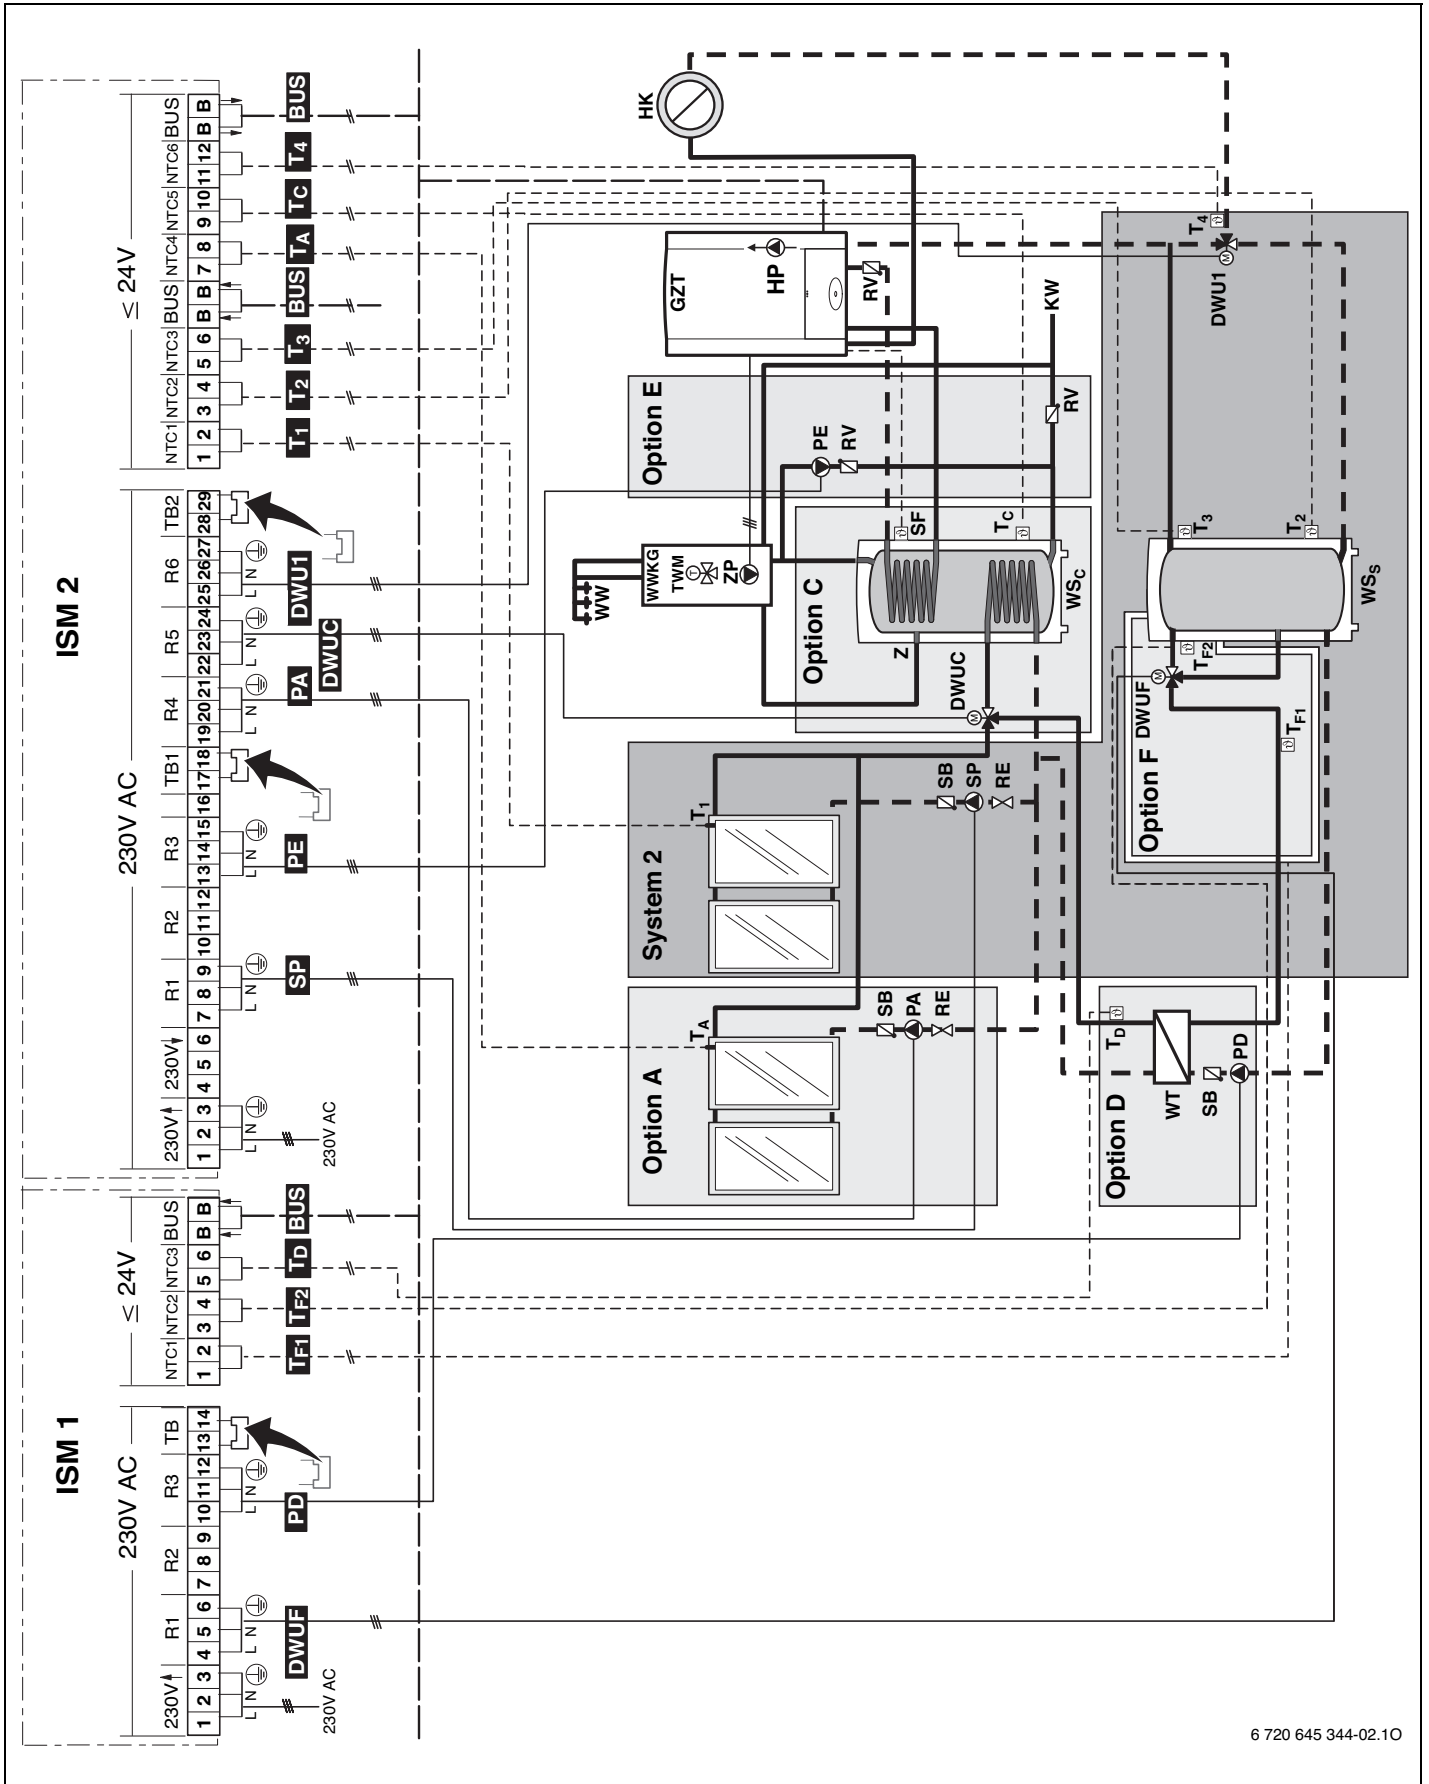 ISM 1
230V AC
≤ 24V
230V R1 R2 R3 TB NTC1 NTC2 NTC3 BUS
1 2 3 4 5 6 7 8 9 10 11 12 13 14
1 2 3 4 5 6 B B
L N L N L N
230V AC
DWUF
PD
TF1
TF2
TD
BUS
ISM 2
230V AC
≤ 24V
230V 230V R1 R2 R3 TB1 R4 R5 R6 TB2
1 2 3 4 5 6 7 8 9 10 11 12 13 14 15 16 17 18 19 20 21 22 23 24 25 26 27 28 29
NTC1 NTC2 NTC3 BUS NTC4 NTC5 NTC6 BUS
1 2 3 4 5 6 B B 7 8 9 10 11 12 B B
L N L N L N L N L N L N
230V AC
SP
PE
PA
DWUC
DWU1
T1
T2
T3
BUS
TA
TC
T4
BUS
Option A
TA
SB
PA
RE
System 2
T1
SB
SP
RE
Option C
DWUC
M
Z
SF
TC
WSC
WW
WWKG
TWM
T
ZP
Option E
PE
RV
RV
KW
GZT
HP
RV
HK
Option D
TD
WT
SB
PD
Option F
DWUF
M
TF1
TF2
T3
T2
WSS
DWU1
M
T4
6 720 645 344-02.1O